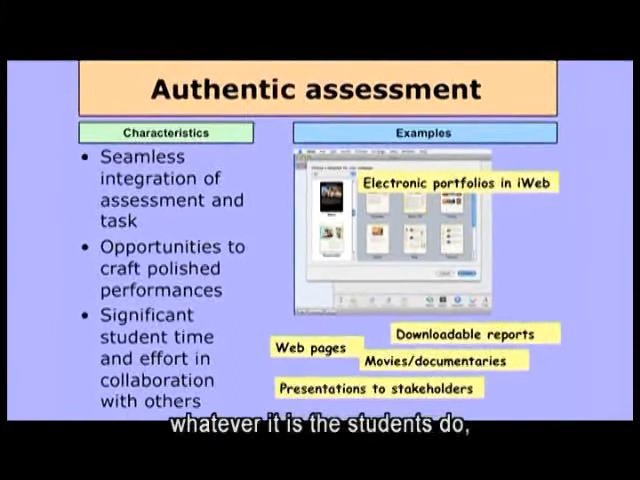 Authentic assessment
Characteristics
Examples
• Seamless
integration of
assessment and
task
• Opportunities to
craft polished
performances
• Significant
student time
and effort in
collaboration
with others
Electronic portfolios in iWeb
Downloadable reports
Web pages
Movies/documentaries
Presentations to stakeholders
whatever it is the students do,